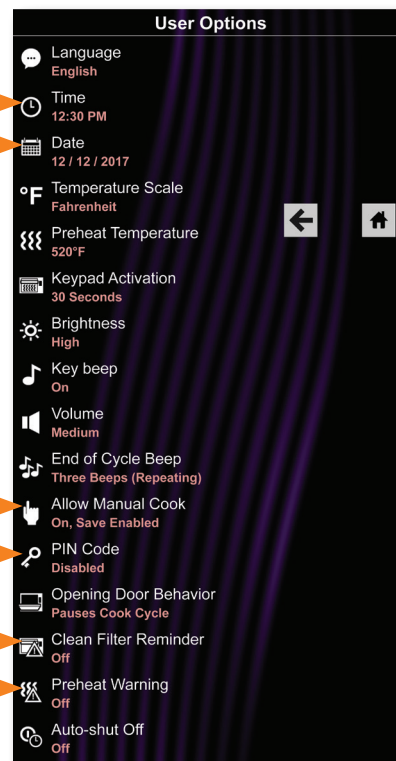 User Options
Language
English
Time
12:30 PM
Date
12 / 12 / 2017
°F Temperature Scale
Fahrenheit
Preheat Temperature
520°F
Keypad Activation
30 Seconds
Brightness
High
Key beep
On
Volume
Medium
End of Cycle Beep
Three Beeps (Repeating)
Allow Manual Cook
On, Save Enabled
PIN Code
Disabled
Opening Door Behavior
Pauses Cook Cycle
Clean Filter Reminder
Off
Preheat Warning
Off
Auto-shut Off
Off